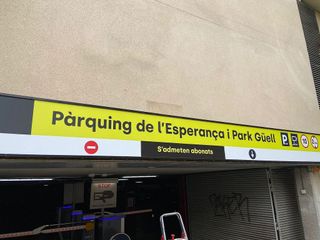 Pàrquing de l'Esperança i Park Güell
P
S'admeten abonats
STOP